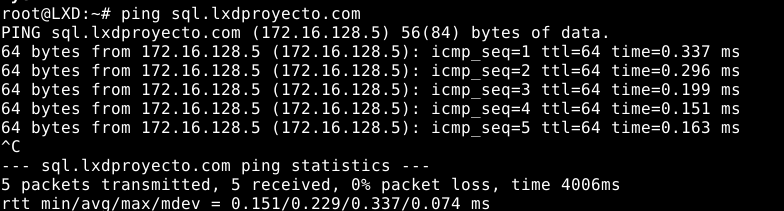 root@LXD:~# ping sql.lxdproyecto.com
PING sql.lxdproyecto.com (172.16.128.5) 56(84) bytes of data.
64 bytes from 172.16.128.5 (172.16.128.5): icmp_seq=1 ttl=64 time=0.337 ms
64 bytes from 172.16.128.5 (172.16.128.5): icmp_seq=2 ttl=64 time=0.296 ms
64 bytes from 172.16.128.5 (172.16.128.5): icmp_seq=3 ttl=64 time=0.199 ms
64 bytes from 172.16.128.5 (172.16.128.5): icmp_seq=4 ttl=64 time=0.151 ms
64 bytes from 172.16.128.5 (172.16.128.5): icmp_seq=5 ttl=64 time=0.163 ms
^C
--- sql.lxdproyecto.com ping statistics ---
5 packets transmitted, 5 received, 0% packet loss, time 4006ms
rtt min/avg/max/mdev = 0.151/0.229/0.337/0.074 ms